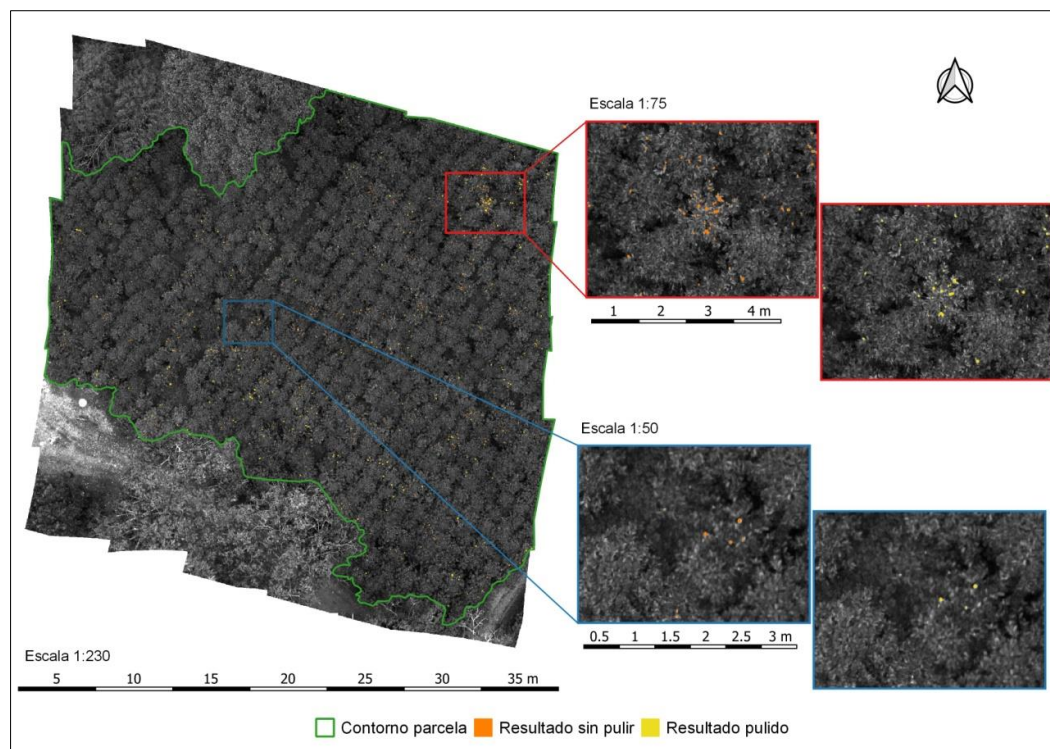 Escala 1:75
1 2 3 4 m
Escala 1:50
0.5 1 1.5 2 2.5 3 m
Escala 1:230
5 10 15 20 25 30 35 m
Contorno parcela Resultado sin pulir Resultado pulido